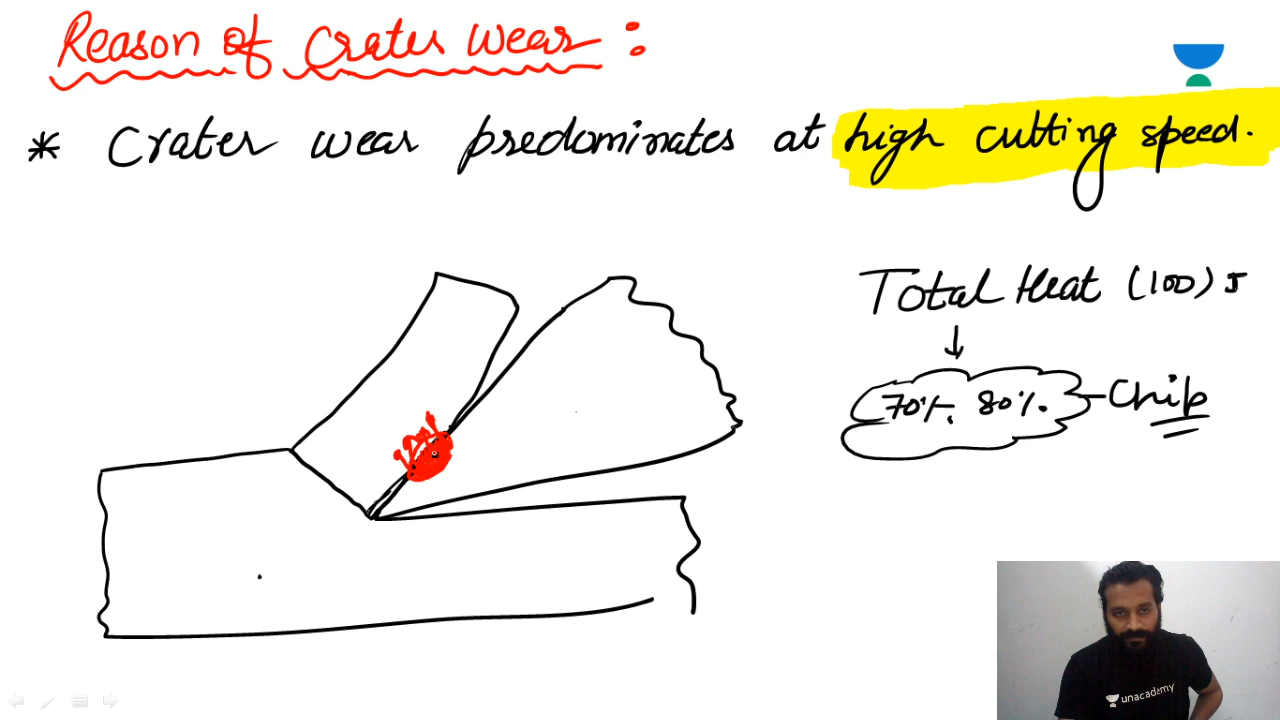 Reason of Crater wear :
* Crater wear predominates at high cutting speed.
Total Heat (100) J
70%. 80%. - Chip
unacademy